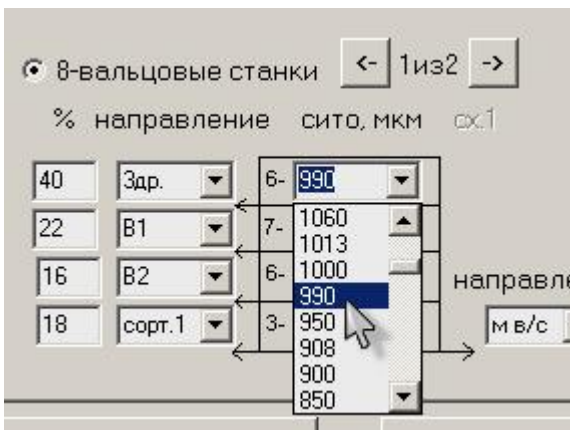 8-вальцовые станки <- 1из2 ->
% направление сито, мкм сх.1
40 Здр. 6- 990
22 В1 7-
16 В2 6-
18 сорт.1 3-
1060
1013
1000
990
950
908
900
850
направле
м в/с